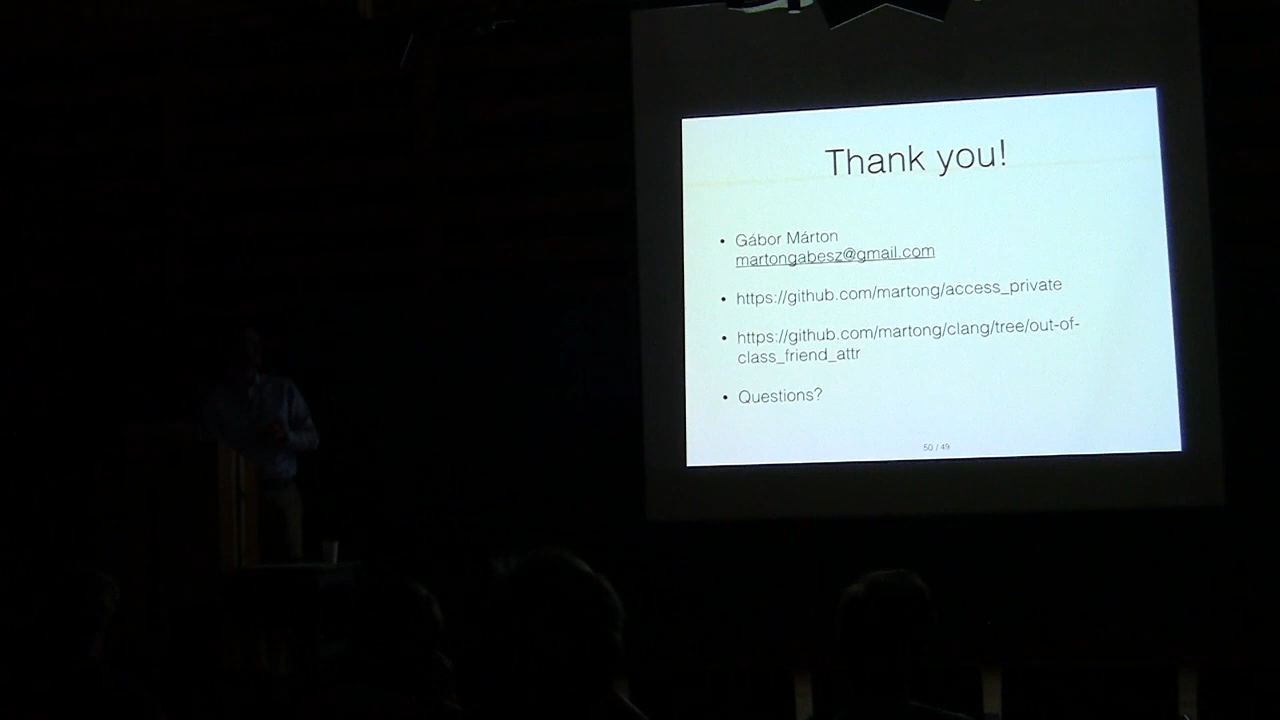 Thank you!
• Gábor Márton
martongabesz@gmail.com
• https://github.com/martong/access_private
• https://github.com/martong/clang/tree/out-of-
class_friend_attr
• Questions?
50 / 49